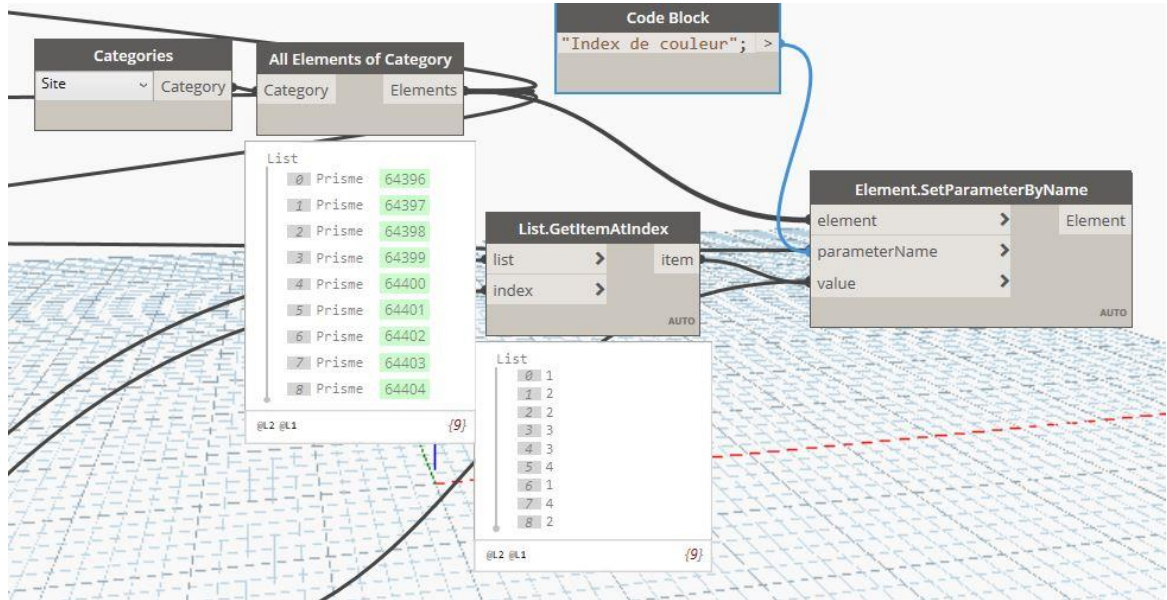 Code Block
"Index de couleur"; >
Categories
Site Category
All Elements of Category
Category Elements
List
0 Prisme 64396
1 Prisme 64397
2 Prisme 64398
3 Prisme 64399
4 Prisme 64400
5 Prisme 64401
6 Prisme 64402
7 Prisme 64403
8 Prisme 64404
@L2 @L1 {9}
List.GetItemAtIndex
list > item
index >
AUTO
List
0 1
1 2
2 2
3 3
4 3
5 4
6 1
7 4
8 2
@L2 @L1 {9}
Element.SetParameterByName
element > Element
parameterName >
value >
AUTO